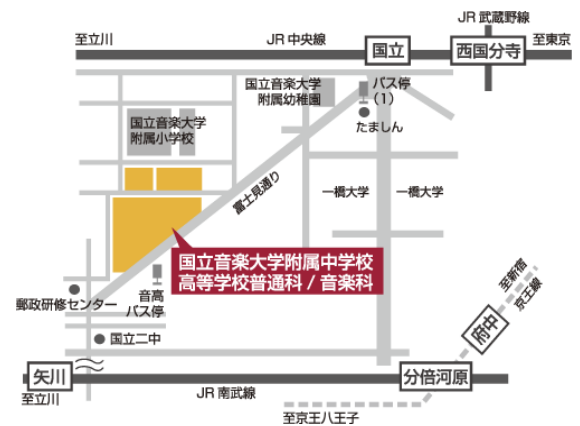 JR 武蔵野線
至立川
JR 中央線
国立
西国分寺
至東京
国立音楽大学
附属幼稚園
バス停
(1)
たましん
国立音楽大学
附属小学校
富士見通り
一橋大学
一橋大学
国立音楽大学附属中学校
高等学校普通科 / 音楽科
郵政研修センター
音高
バス停
国立二中
至新宿
京王線
府中
矢川
分倍河原
至立川
JR 南武線
至京王八王子